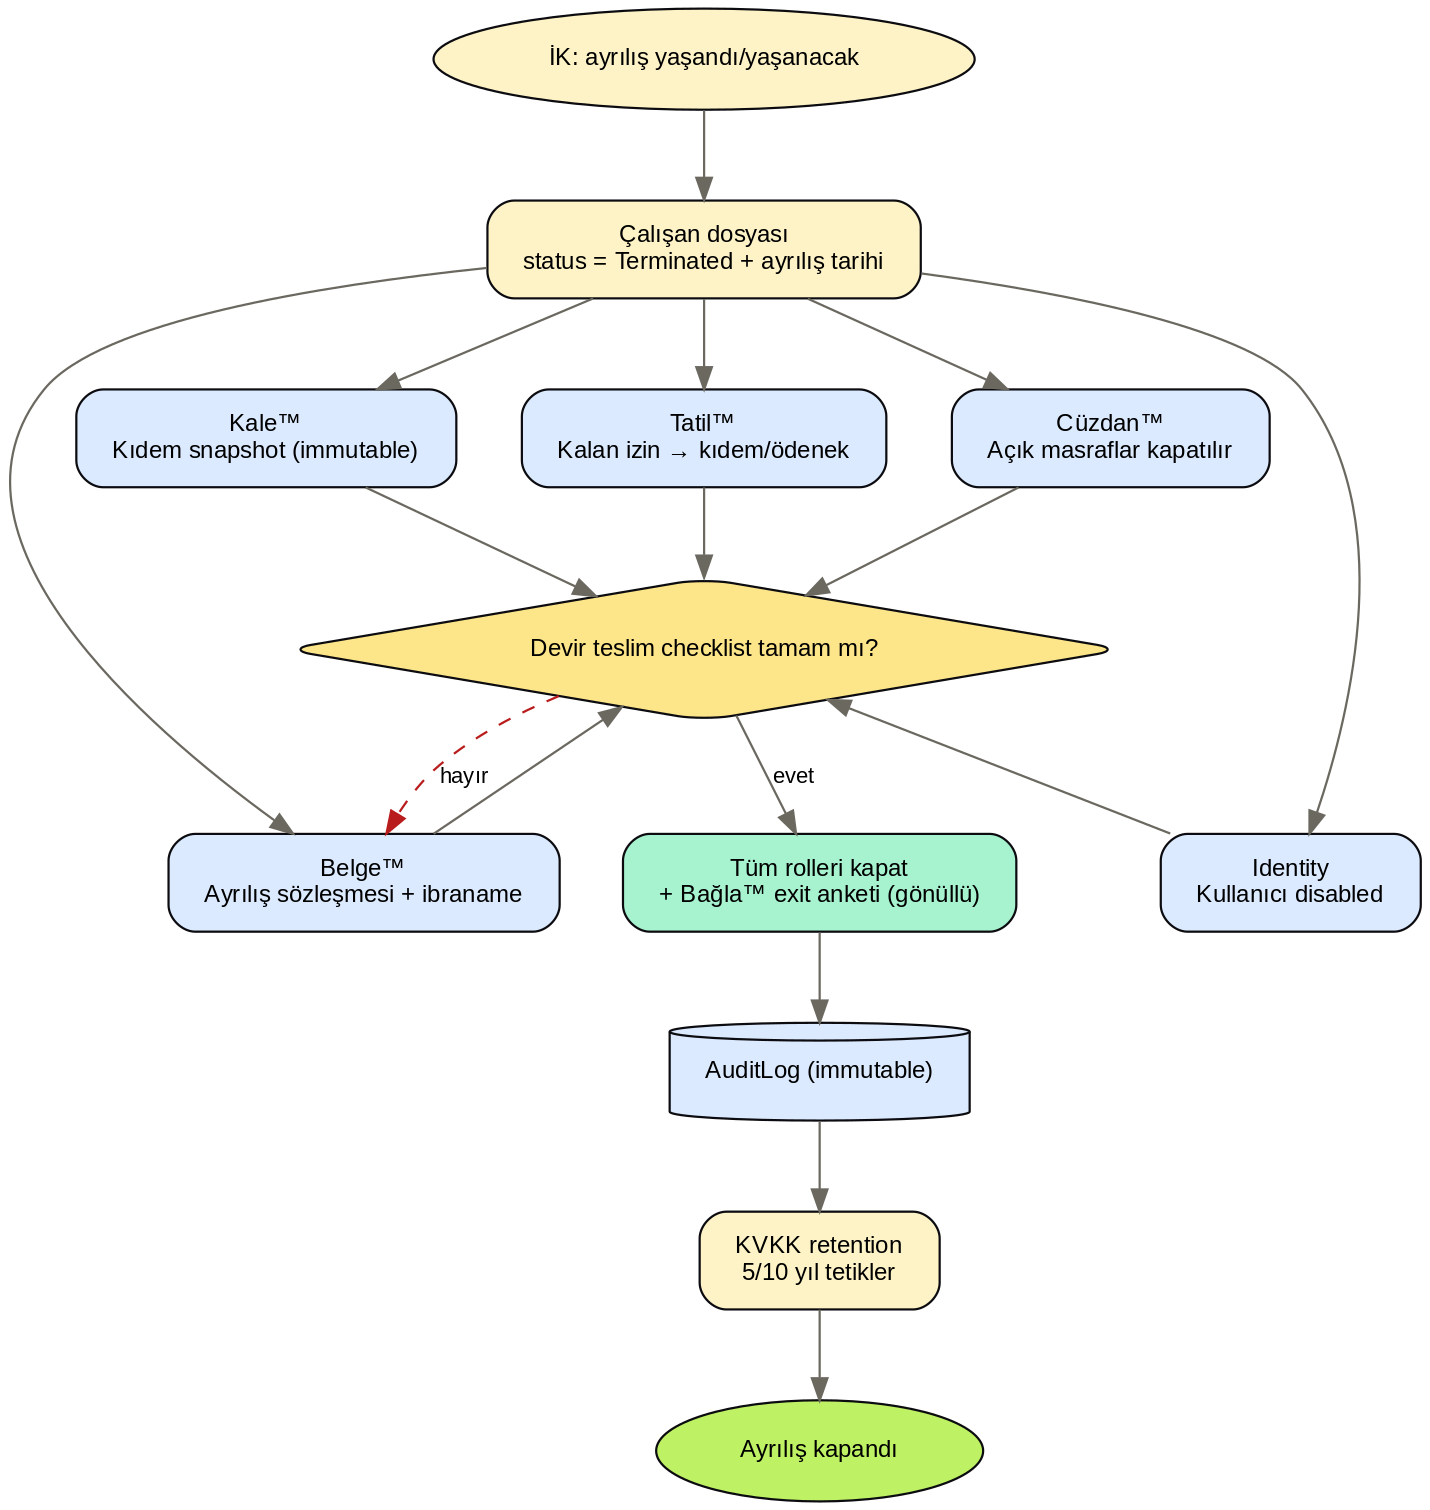 İK: ayrılış yaşandı/yaşanacak
Çalışan dosyası
status = Terminated + ayrılış tarihi
Kale™
Kıdem snapshot (immutable)
Tatil™
Kalan izin → kıdem/ödenek
Cüzdan™
Açık masraflar kapatılır
Devir teslim checklist tamam mı?
hayır
evet
Belge™
Ayrılış sözleşmesi + ibraname
Tüm rolleri kapat
+ Bağla™ exit anketi (gönüllü)
Identity
Kullanıcı disabled
AuditLog (immutable)
KVKK retention
5/10 yıl tetikler
Ayrılış kapandı